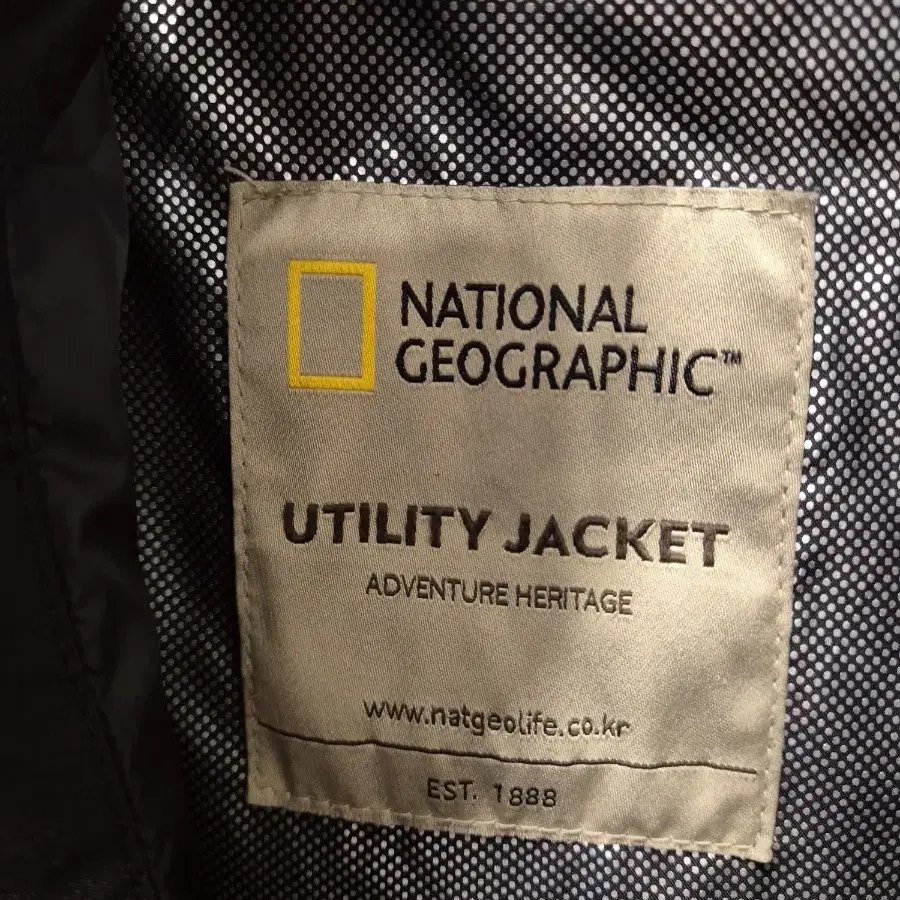 NATIONAL
GEOGRAPHIC™
UTILITY JACKET
ADVENTURE HERITAGE
www.natgeolife.co.kr
EST. 1888